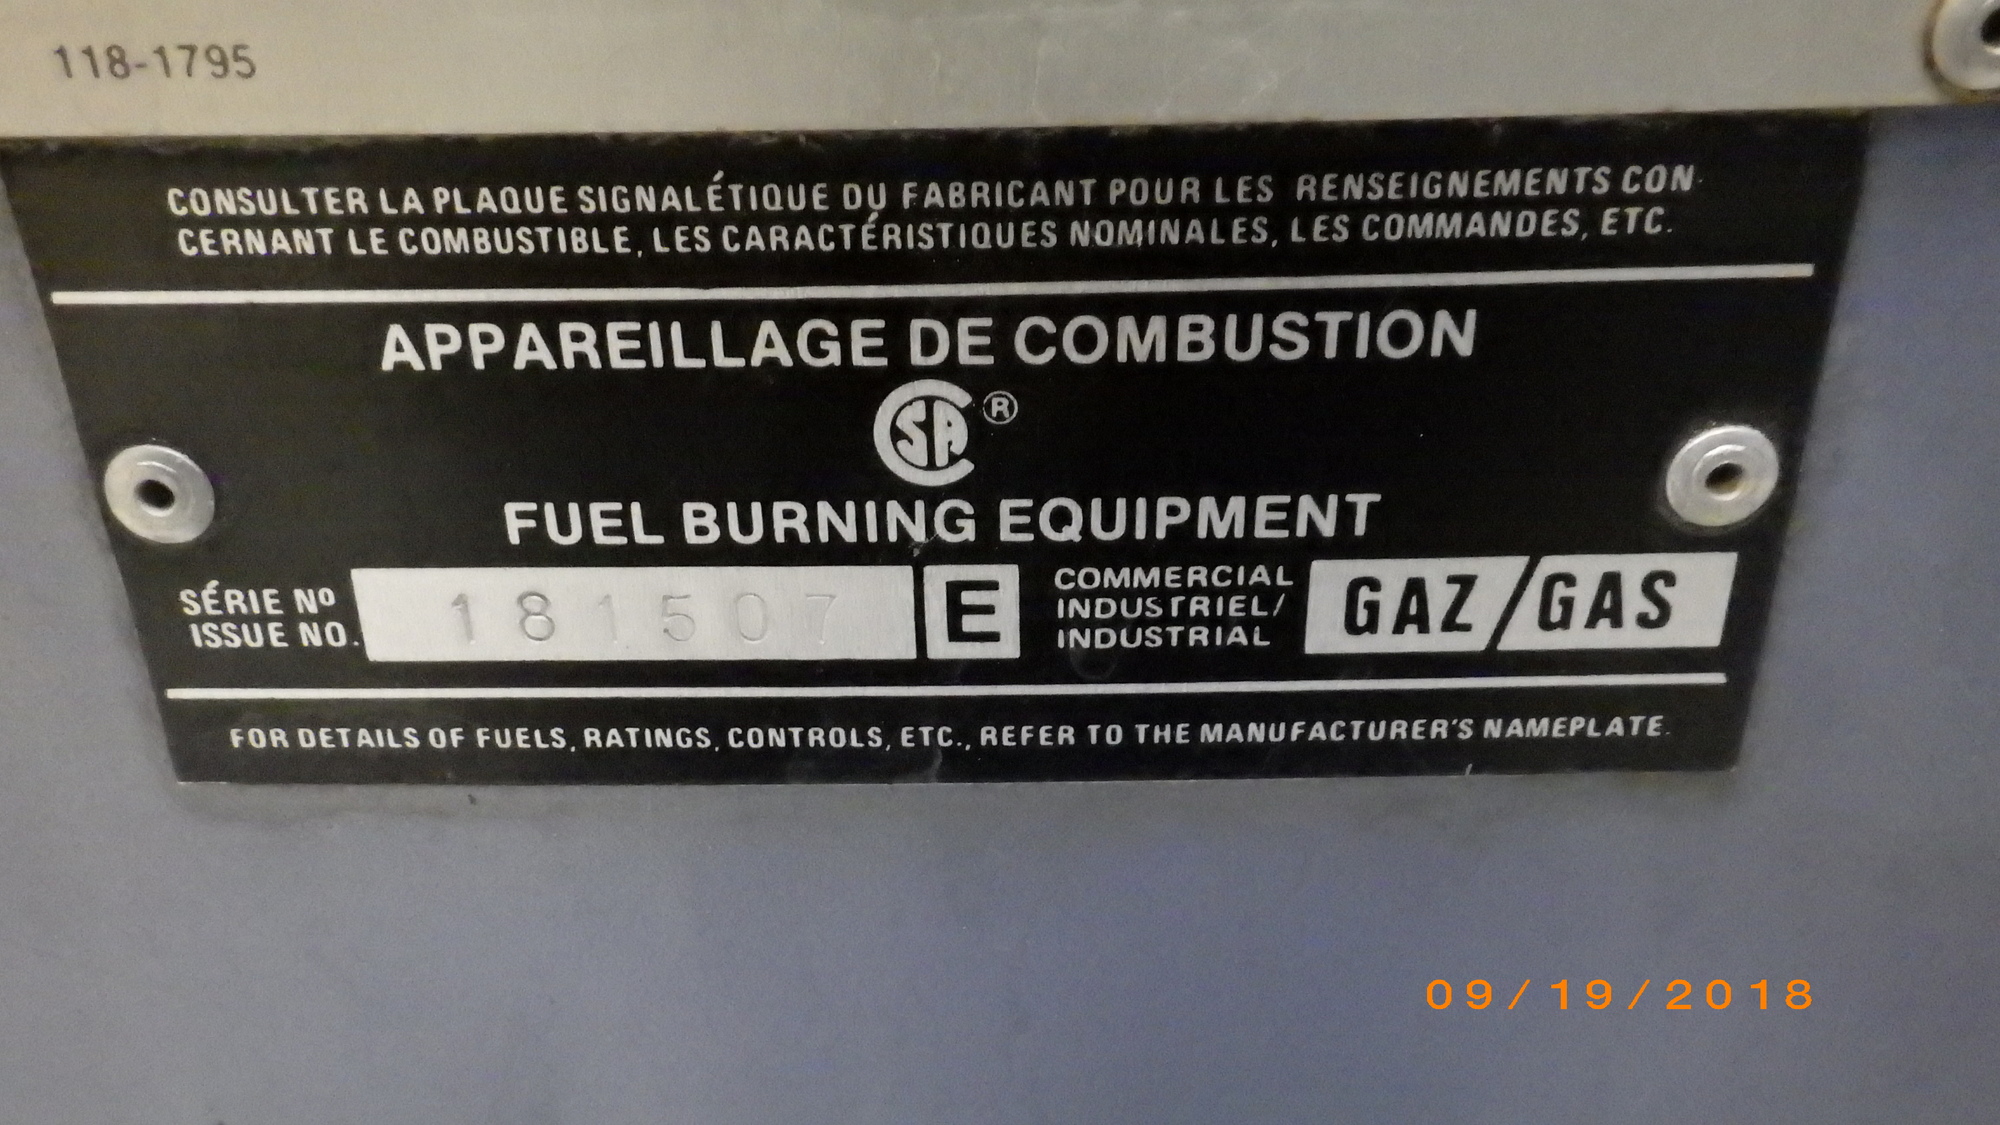 118-1795
CONSULTER LA PLAQUE SIGNALÉTIQUE DU FABRICANT POUR LES RENSEIGNEMENTS CON-
CERNANT LE COMBUSTIBLE, LES CARACTÉRISTIQUES NOMINALES, LES COMMANDES, ETC.
APPAREILLAGE DE COMBUSTION
CSA ®
FUEL BURNING EQUIPMENT
SÉRIE Nº
ISSUE NO.
181507
E
COMMERCIAL
INDUSTRIEL/
INDUSTRIAL
GAZ/GAS
FOR DETAILS OF FUELS, RATINGS, CONTROLS, ETC., REFER TO THE MANUFACTURER'S NAMEPLATE.
09/19/2018